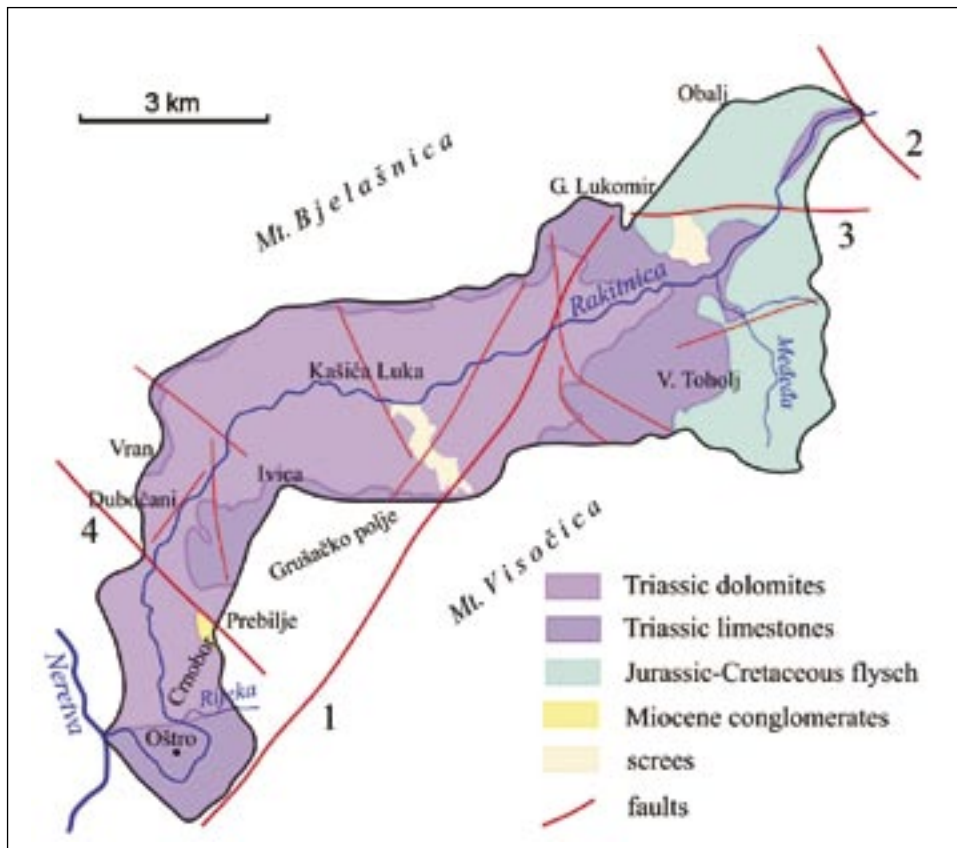 3 km
Obalj
2
Mt. Bjelašnica
G. Lukomir
3
Rakitnica
Kašića Luka
V. Toholj
Međeđa
Vran
Ivica
Dubočani
4
Grušačko polje
Mt. Visočica
Prebilje
Crnobor
Rijeka
Neretva
Oštro
1
Triassic dolomites
Triassic limestones
Jurassic-Cretaceous flysch
Miocene conglomerates
screes
faults